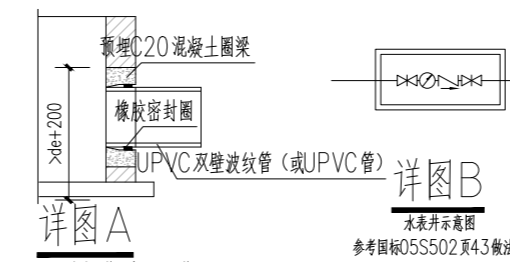 预埋C20混凝土圈梁
橡胶密封圈
>de+200
UPVC双壁波纹管（或UPVC管）
详图A
详图B
水表井示意图
参考国标05S502页43做法